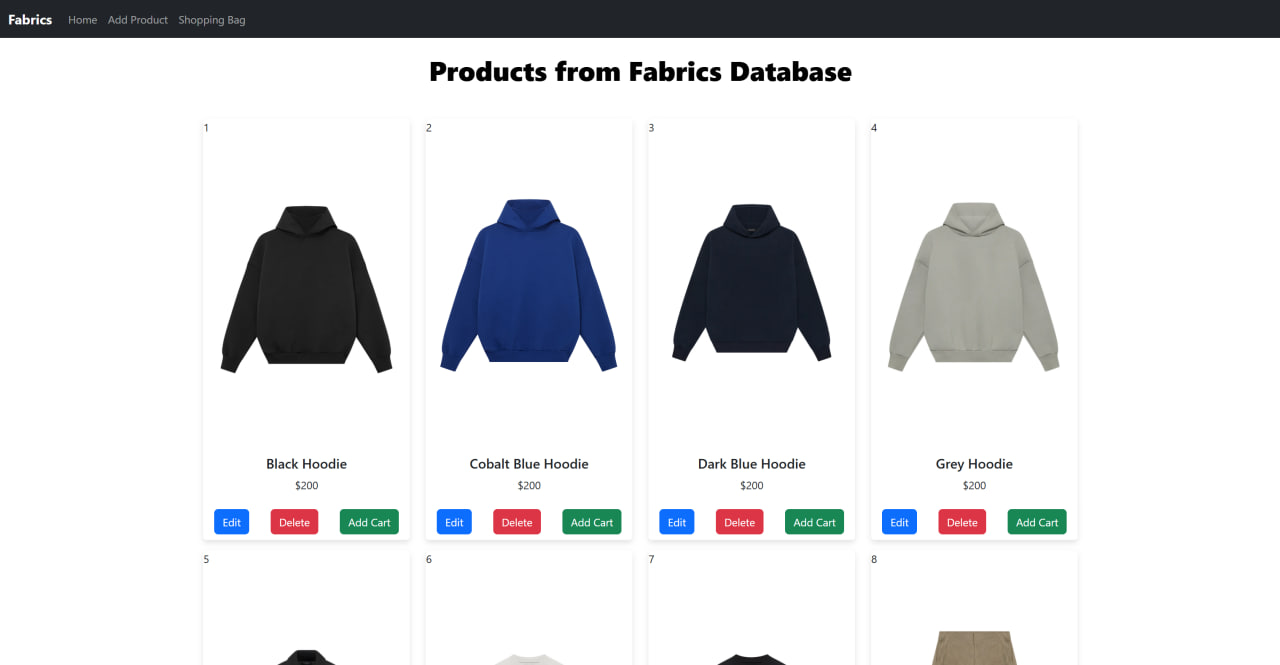 Fabrics Home Add Product Shopping Bag
Products from Fabrics Database
1 2 3 4
Black Hoodie Cobalt Blue Hoodie Dark Blue Hoodie Grey Hoodie
$200 $200 $200 $200
Edit Delete Add Cart Edit Delete Add Cart Edit Delete Add Cart Edit Delete Add Cart
5 6 7 8